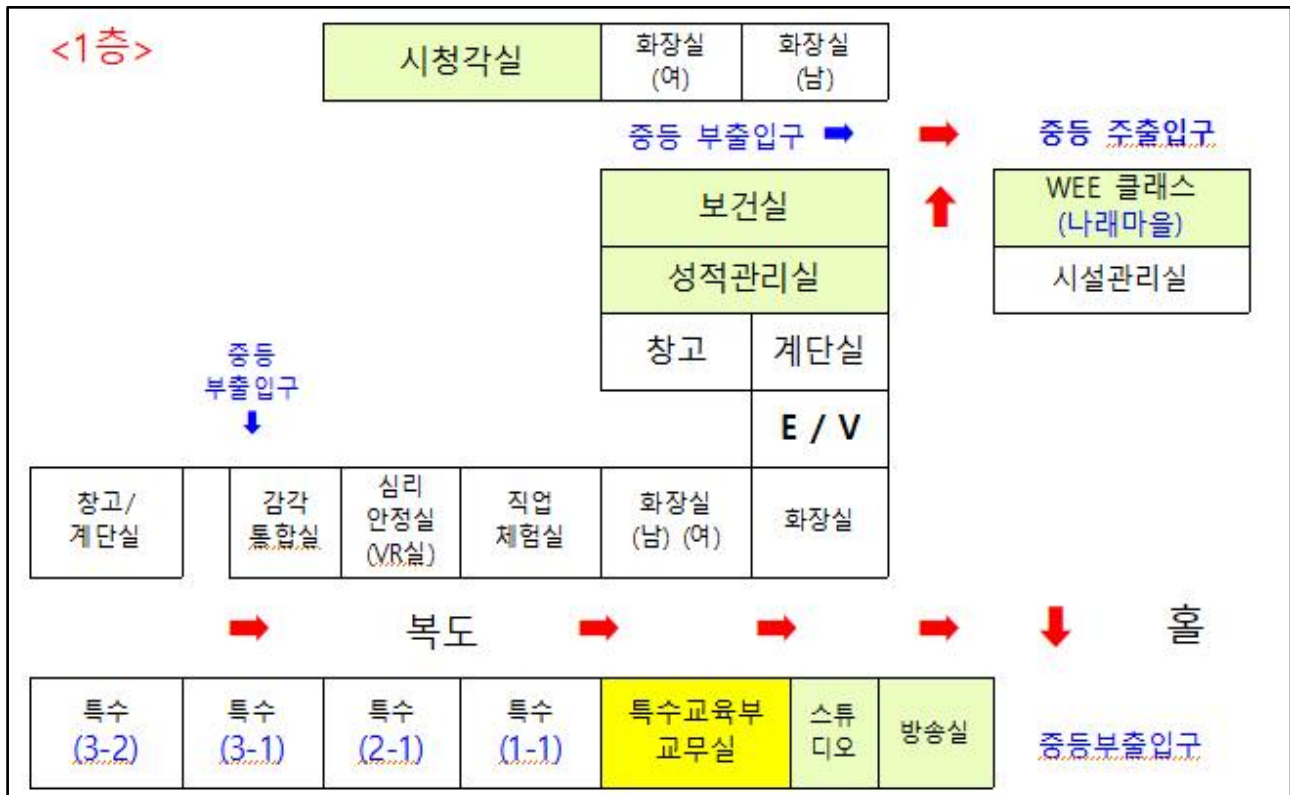 <1층>
시청각실
화장실
(여)
화장실
(남)
중등 부출입구
중등 주출입구
보건실
WEE 클래스
(나래마을)
성적관리실
시설관리실
창고
계단실
중등
부출입구
E / V
창고/
계단실
감각
통합실
심리
안정실
(VR실)
직업
체험실
화장실
(남) (여)
화장실
복도
홀
특수
(3-2)
특수
(3-1)
특수
(2-1)
특수
(1-1)
특수교육부
교무실
스튜
디오
방송실
중등부출입구